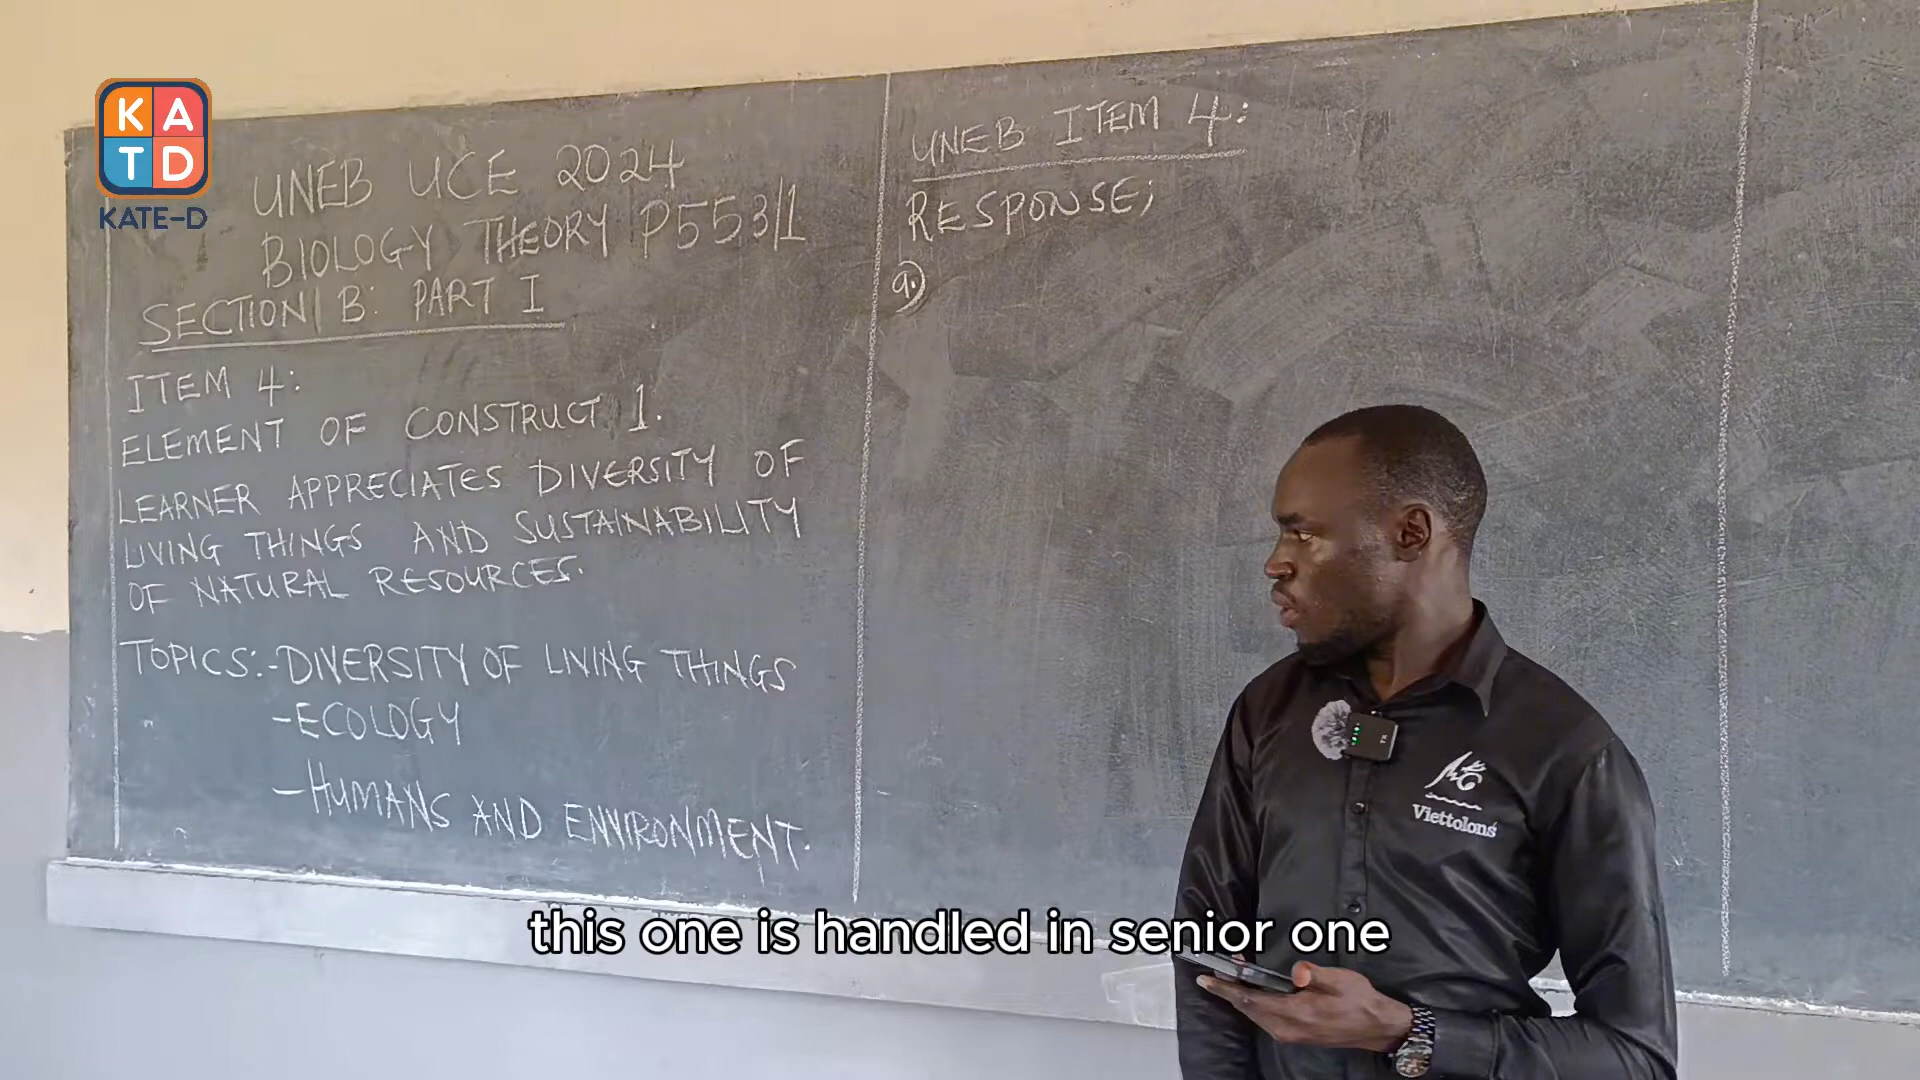 KATD
KATE-D
UNEB UCE 2024
BIOLOGY THEORY P553/1
SECTION B: PART I
ITEM 4:
ELEMENT OF CONSTRUCT 1.
LEARNER APPRECIATES DIVERSITY OF
LIVING THINGS AND SUSTAINABILITY
OF NATURAL RESOURCES.
TOPICS:-DIVERSITY OF LIVING THINGS
-ECOLOGY
-HUMANS AND ENVIRONMENT.
UNEB ITEM 4:
RESPONSE;
a.)
Viettolons
this one is handled in senior one